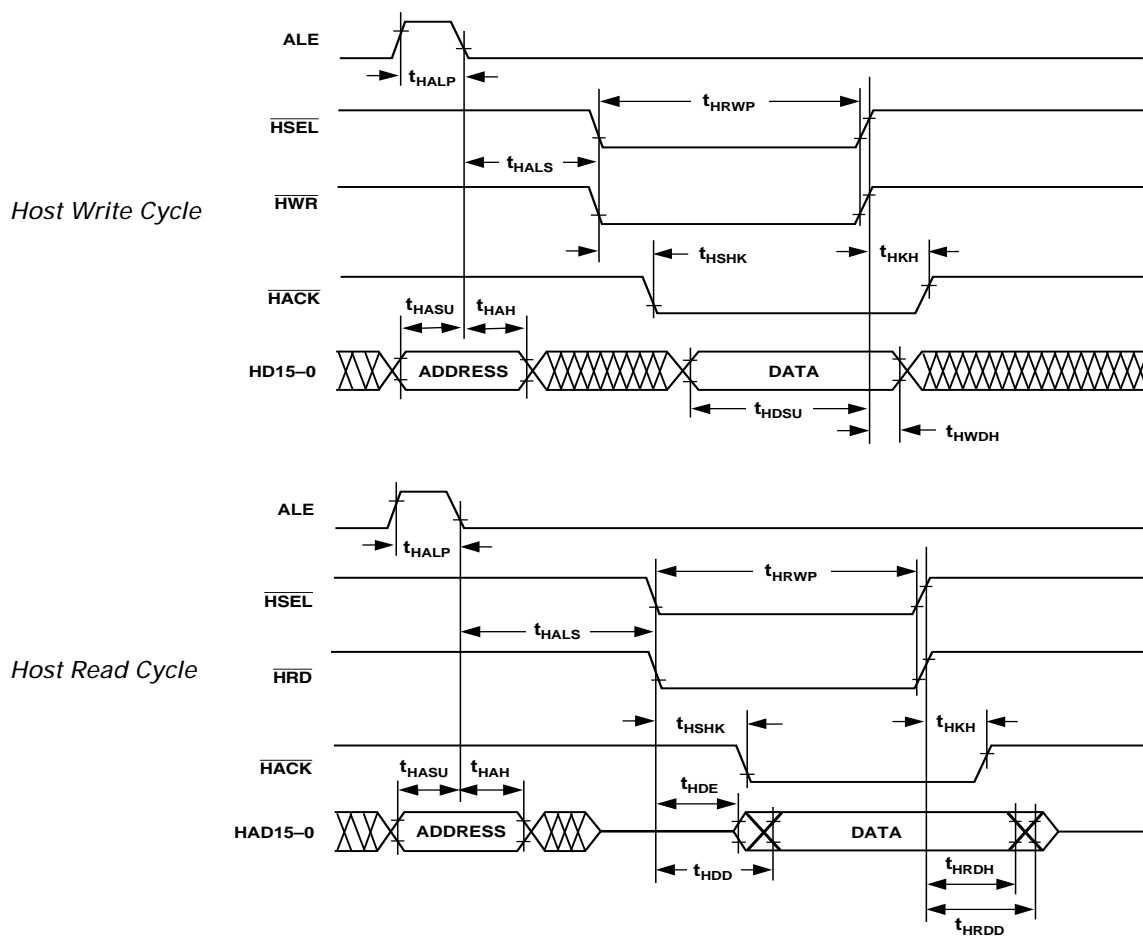 ALE
tHALP
tHRWP
HSEL
tHALS
Host Write Cycle
HWR
tHSHK
tHKH
HACK
tHASU
tHAH
HD15–0
ADDRESS
DATA
tHDSU
tHWDH
ALE
tHALP
tHRWP
HSEL
tHALS
Host Read Cycle
HRD
tHSHK
tHKH
HACK
tHASU
tHAH
tHDE
HAD15–0
ADDRESS
DATA
tHDD
tHRDH
tHRDD